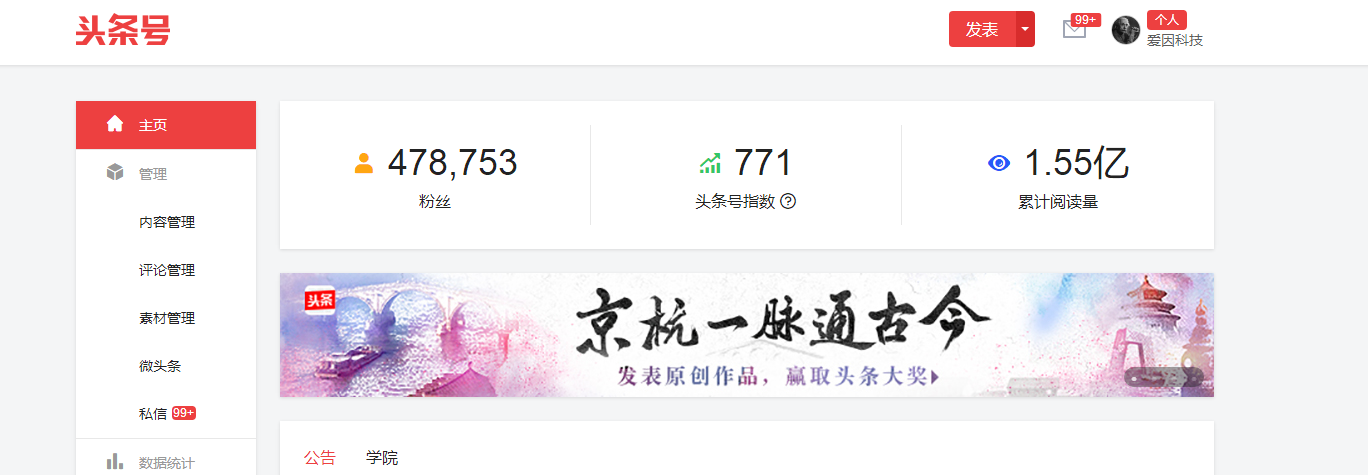 头条号
发表
99+
个人
爱因科技
主页
管理
内容管理
评论管理
素材管理
微头条
私信 99+
数据统计
478,753
粉丝
771
头条号指数
1.55亿
累计阅读量
头条
京杭一脉通古今
发表原创作品，赢取头条大奖
公告 学院